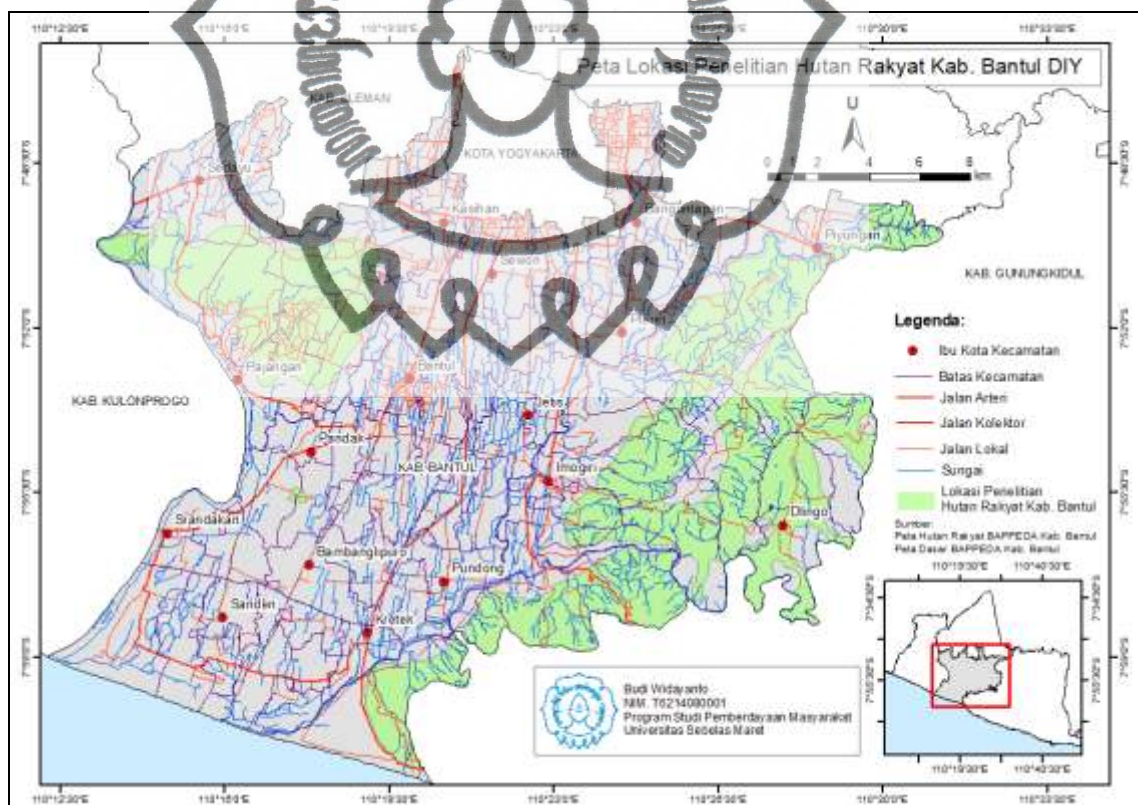 Peta Lokasi Penelitian Hutan Rakyat Kab. Bantul DIY
U
0 1 2 4 6 8
km
KAB. SLEMAN
KOTA YOGYAKARTA
Sedayu
Kasihan
Banguntapan
Piyungan
Sewon
KAB. GUNUNGKIDUL
Pleret
Pajangan
Bantul
KAB. KULONPROGO
Jetis
Pandak
KAB. BANTUL
Imogiri
Srandakan
Dlingo
Bambanglipuro
Pundong
Sanden
Kretek
Legenda:
Ibu Kota Kecamatan
Batas Kecamatan
Jalan Arteri
Jalan Kolektor
Jalan Lokal
Sungai
Lokasi Penelitian
Hutan Rakyat Kab. Bantul
Sumber:
Peta Hutan Rakyat BAPPEDA Kab. Bantul
Peta Dasar BAPPEDA Kab. Bantul
Budi Widayanto
NIM. T6214080001
Program Studi Pemberdayaan Masyarakat
Universitas Sebelas Maret